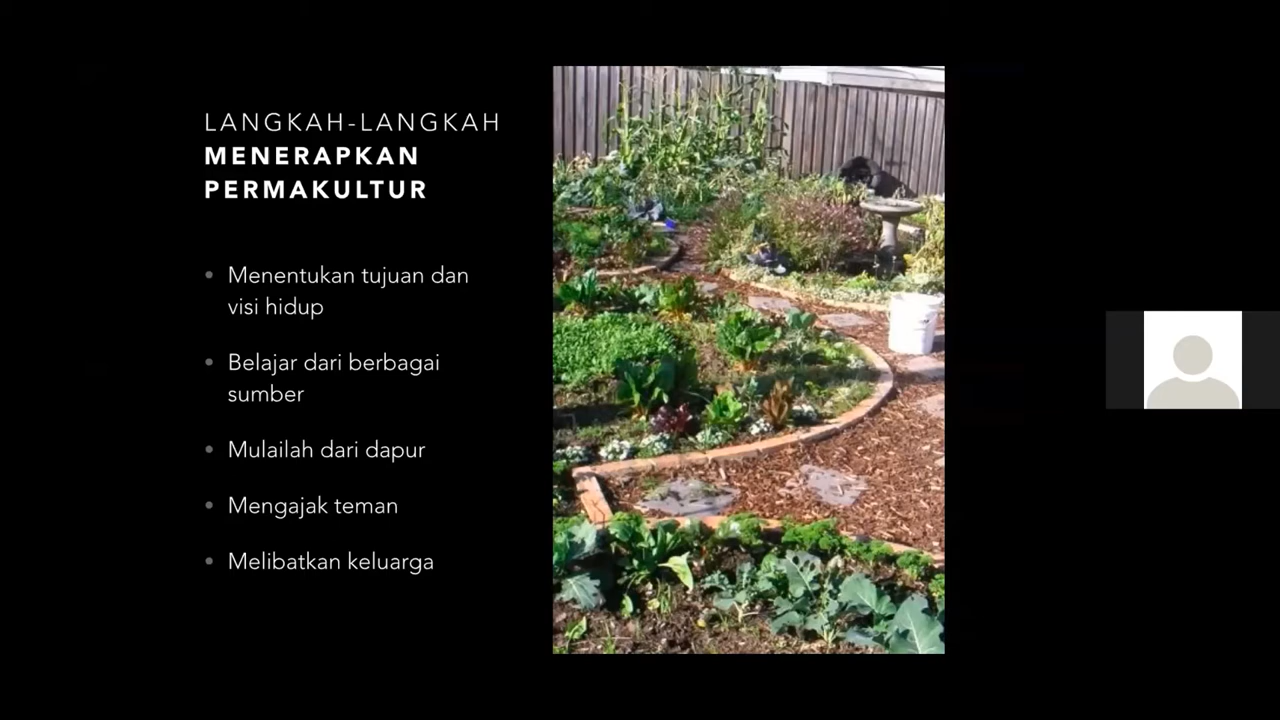 LANGKAH-LANGKAH
MENERAPKAN
PERMAKULTUR
• Menentukan tujuan dan
visi hidup
• Belajar dari berbagai
sumber
• Mulailah dari dapur
• Mengajak teman
• Melibatkan keluarga